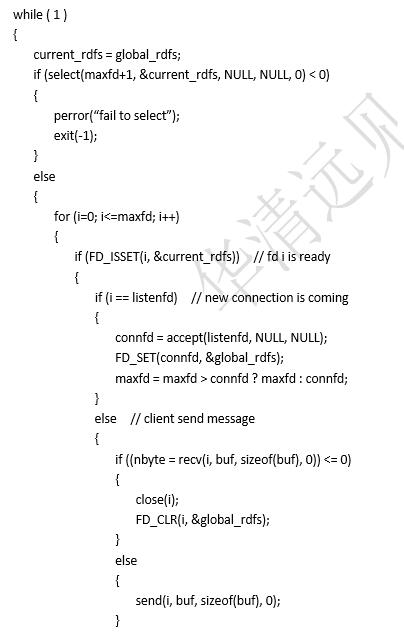 while ( 1 )
{
current_rdfs = global_rdfs;
if (select(maxfd+1, &current_rdfs, NULL, NULL, 0) < 0)
{
perror(“fail to select”);
exit(-1);
}
else
{
for (i=0; i<=maxfd; i++)
{
if (FD_ISSET(i, &current_rdfs)) // fd i is ready
{
if (i == listenfd) // new connection is coming
{
connfd = accept(listenfd, NULL, NULL);
FD_SET(connfd, &global_rdfs);
maxfd = maxfd > connfd ? maxfd : connfd;
}
else // client send message
{
if ((nbyte = recv(i, buf, sizeof(buf), 0)) <= 0)
{
close(i);
FD_CLR(i, &global_rdfs);
}
else
{
send(i, buf, sizeof(buf), 0);
}
华清远见